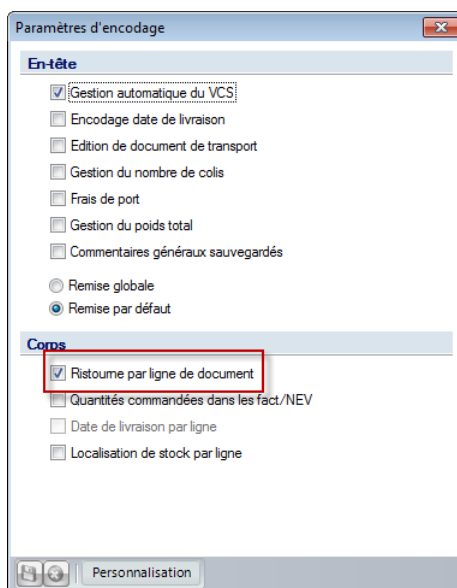 Paramètres d'encodage
En-tête
Gestion automatique du VCS
Encodage date de livraison
Edition de document de transport
Gestion du nombre de colis
Frais de port
Gestion du poids total
Commentaires généraux sauvegardés
Remise globale
Remise par défaut
Corps
Ristourne par ligne de document
Quantités commandées dans les fact/NEV
Date de livraison par ligne
Localisation de stock par ligne
Personnalisation